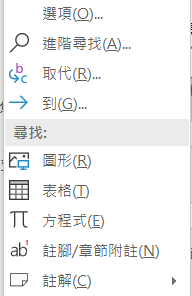 選項(O)...
進階尋找(A)...
取代(R)...
到(G)...
尋找:
圖形(R)
表格(T)
方程式(E)
註腳/章節附註(N)
註解(C)